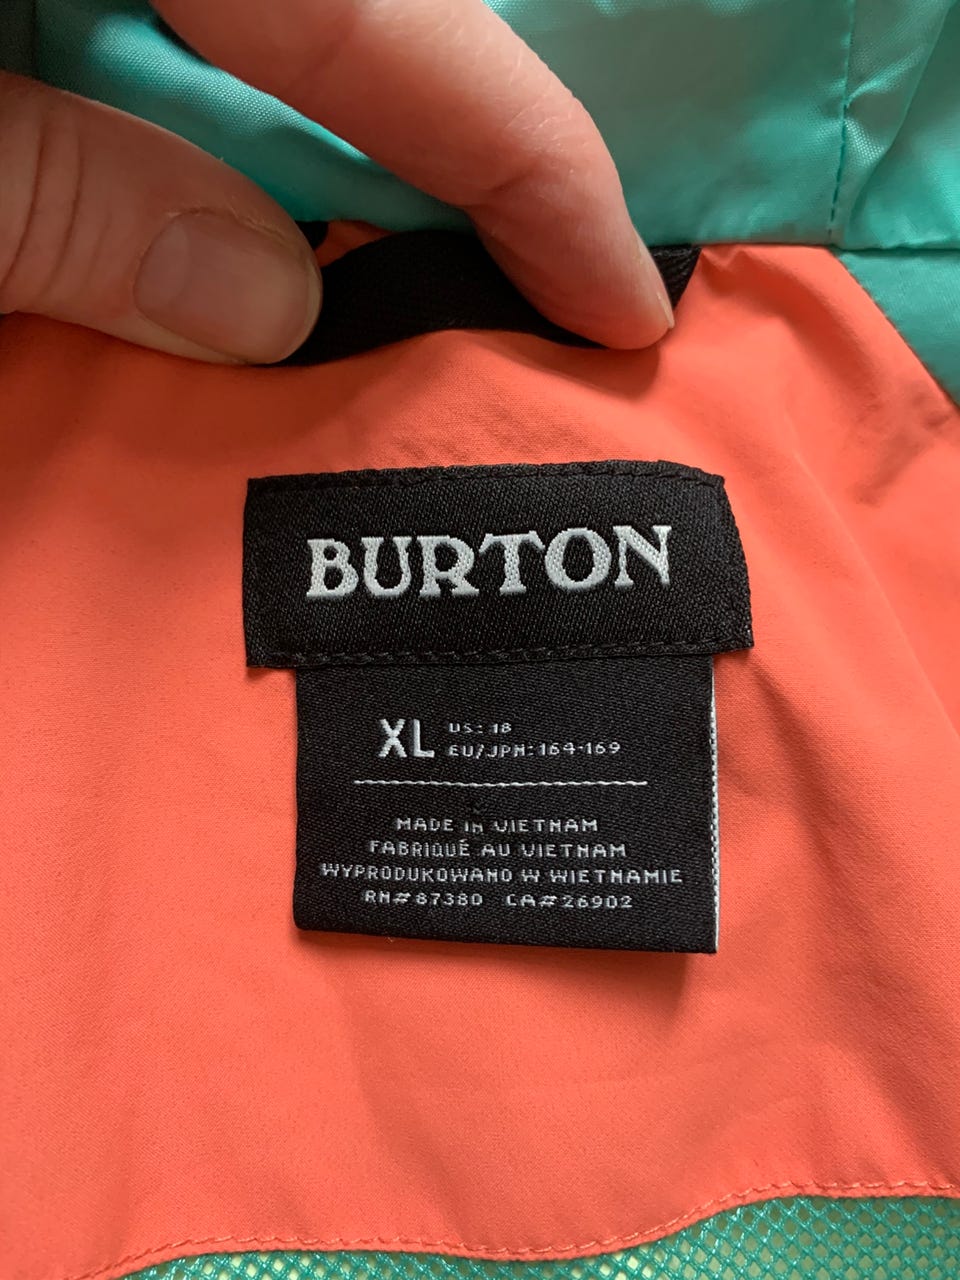 BURTON
XL US: 18
EU/JPN: 164-169
MADE IN VIETNAM
FABRIQUÉ AU VIETNAM
WYPRODUKOWANO W WIETNAMIE
RN#87380 CA#26902